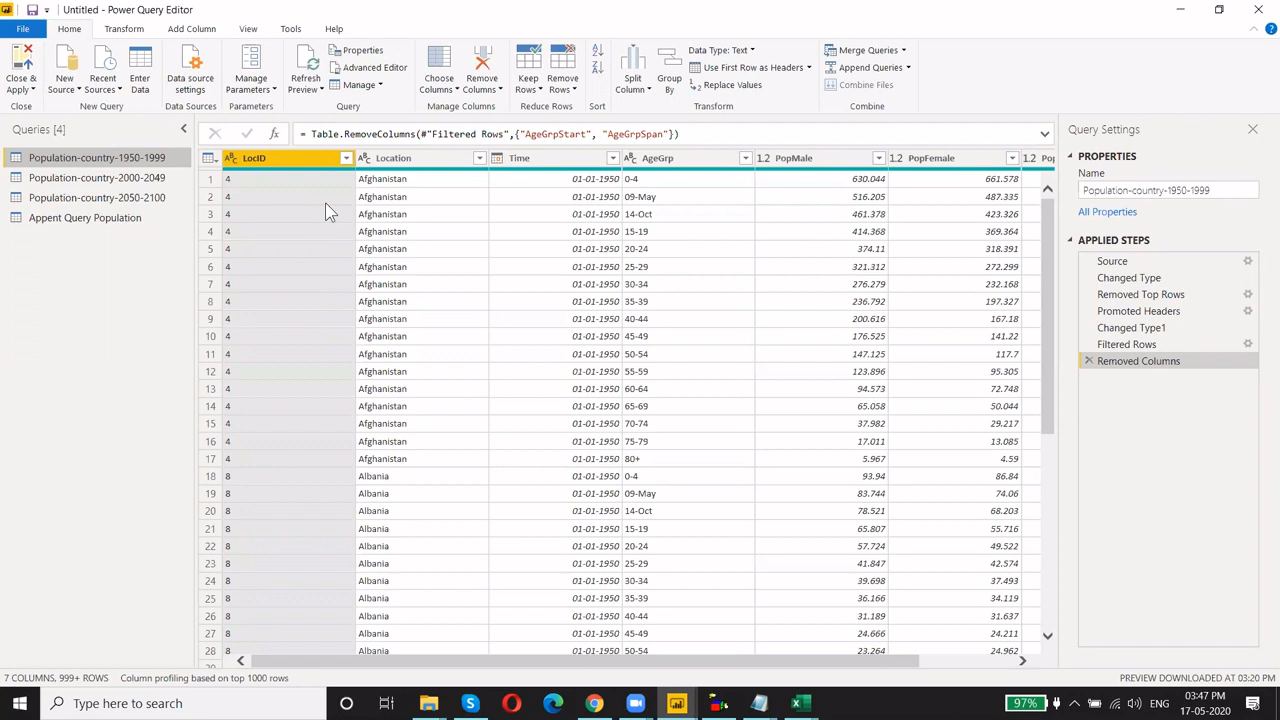 Untitled - Power Query Editor
File Home Transform Add Column View Tools Help
Close & Apply
New Source
Recent Sources
Enter Data
Data source settings
Manage Parameters
Refresh Preview
Properties
Advanced Editor
Manage
Choose Columns
Remove Columns
Keep Rows
Remove Rows
Split Column
Group By
Data Type: Text
Use First Row as Headers
Replace Values
Merge Queries
Append Queries
Combine Files
Close New Query Data Sources Parameters Query Manage Columns Reduce Rows Sort Transform Combine
Queries [4]
Population-country-1950-1999
Population-country-2000-2049
Population-country-2050-2100
Appent Query Population
fx = Table.RemoveColumns(#"Filtered Rows",{"AgeGrpStart", "AgeGrpSpan"})
LocID Location Time AgeGrp 1.2 PopMale 1.2 PopFemale 1.2
1 4 Afghanistan 01-01-1950 0-4 630.044 661.578
2 4 Afghanistan 01-01-1950 09-May 516.205 487.335
3 4 Afghanistan 01-01-1950 14-Oct 461.378 423.326
4 4 Afghanistan 01-01-1950 15-19 414.368 369.364
5 4 Afghanistan 01-01-1950 20-24 374.11 318.391
6 4 Afghanistan 01-01-1950 25-29 321.312 272.299
7 4 Afghanistan 01-01-1950 30-34 276.279 232.168
8 4 Afghanistan 01-01-1950 35-39 236.792 197.327
9 4 Afghanistan 01-01-1950 40-44 200.616 167.18
10 4 Afghanistan 01-01-1950 45-49 176.525 141.22
11 4 Afghanistan 01-01-1950 50-54 147.125 117.7
12 4 Afghanistan 01-01-1950 55-59 123.896 95.305
13 4 Afghanistan 01-01-1950 60-64 94.573 72.748
14 4 Afghanistan 01-01-1950 65-69 65.058 50.044
15 4 Afghanistan 01-01-1950 70-74 37.982 29.217
16 4 Afghanistan 01-01-1950 75-79 17.011 13.085
17 4 Afghanistan 01-01-1950 80+ 5.967 4.59
18 8 Albania 01-01-1950 0-4 93.94 86.84
19 8 Albania 01-01-1950 09-May 83.744 74.06
20 8 Albania 01-01-1950 14-Oct 78.521 68.203
21 8 Albania 01-01-1950 15-19 65.807 55.716
22 8 Albania 01-01-1950 20-24 57.724 49.522
23 8 Albania 01-01-1950 25-29 41.847 42.574
24 8 Albania 01-01-1950 30-34 39.698 37.493
25 8 Albania 01-01-1950 35-39 36.166 34.119
26 8 Albania 01-01-1950 40-44 31.189 31.637
27 8 Albania 01-01-1950 45-49 24.666 24.211
28 8 Albania 01-01-1950 50-54 23.264 24.962
Query Settings
PROPERTIES
Name
Population-country-1950-1999
All Properties
APPLIED STEPS
Source
Changed Type
Removed Top Rows
Promoted Headers
Changed Type1
Filtered Rows
Removed Columns
7 COLUMNS, 999+ ROWS Column profiling based on top 1000 rows PREVIEW DOWNLOADED AT 03:20 PM
Type here to search
97% ENG 03:47 PM
17-05-2020